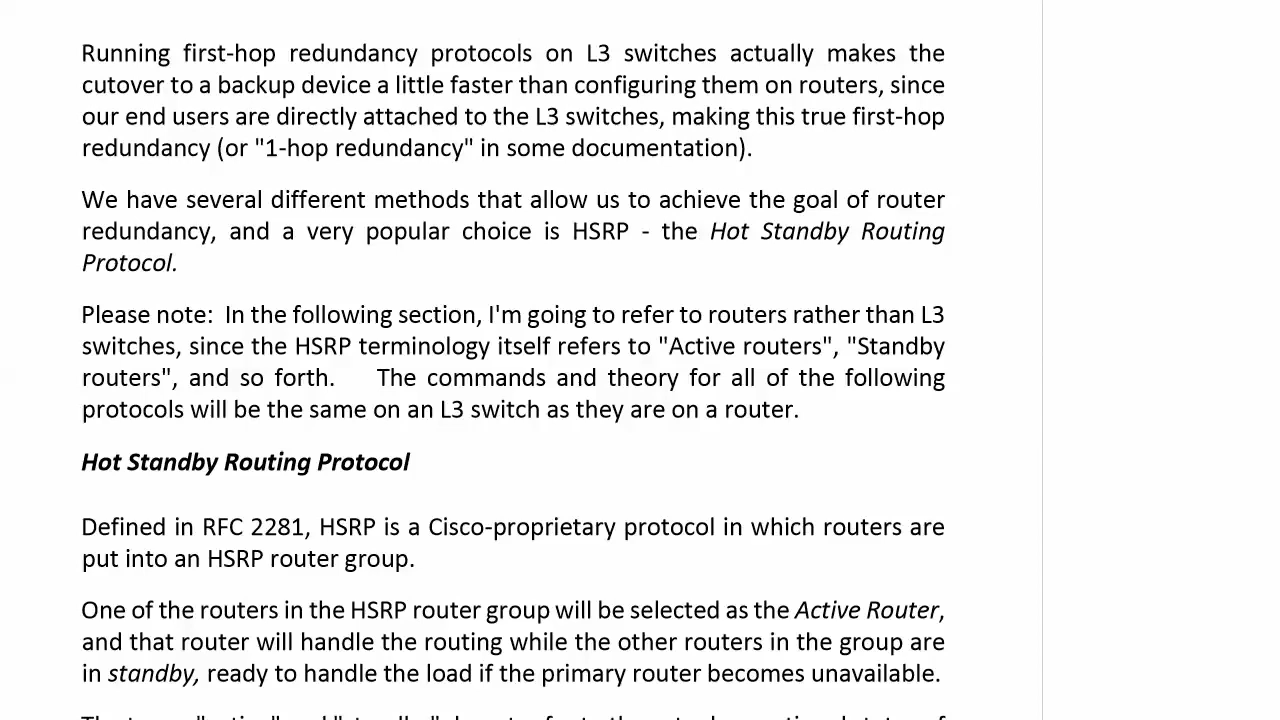 Running first-hop redundancy protocols on L3 switches actually makes the
cutover to a backup device a little faster than configuring them on routers, since
our end users are directly attached to the L3 switches, making this true first-hop
redundancy (or "1-hop redundancy" in some documentation).
We have several different methods that allow us to achieve the goal of router
redundancy, and a very popular choice is HSRP - the Hot Standby Routing
Protocol.
Please note:  In the following section, I'm going to refer to routers rather than L3
switches, since the HSRP terminology itself refers to "Active routers", "Standby
routers", and so forth.   The commands and theory for all of the following
protocols will be the same on an L3 switch as they are on a router.
Hot Standby Routing Protocol
Defined in RFC 2281, HSRP is a Cisco-proprietary protocol in which routers are
put into an HSRP router group.
One of the routers in the HSRP router group will be selected as the Active Router,
and that router will handle the routing while the other routers in the group are
in standby, ready to handle the load if the primary router becomes unavailable.